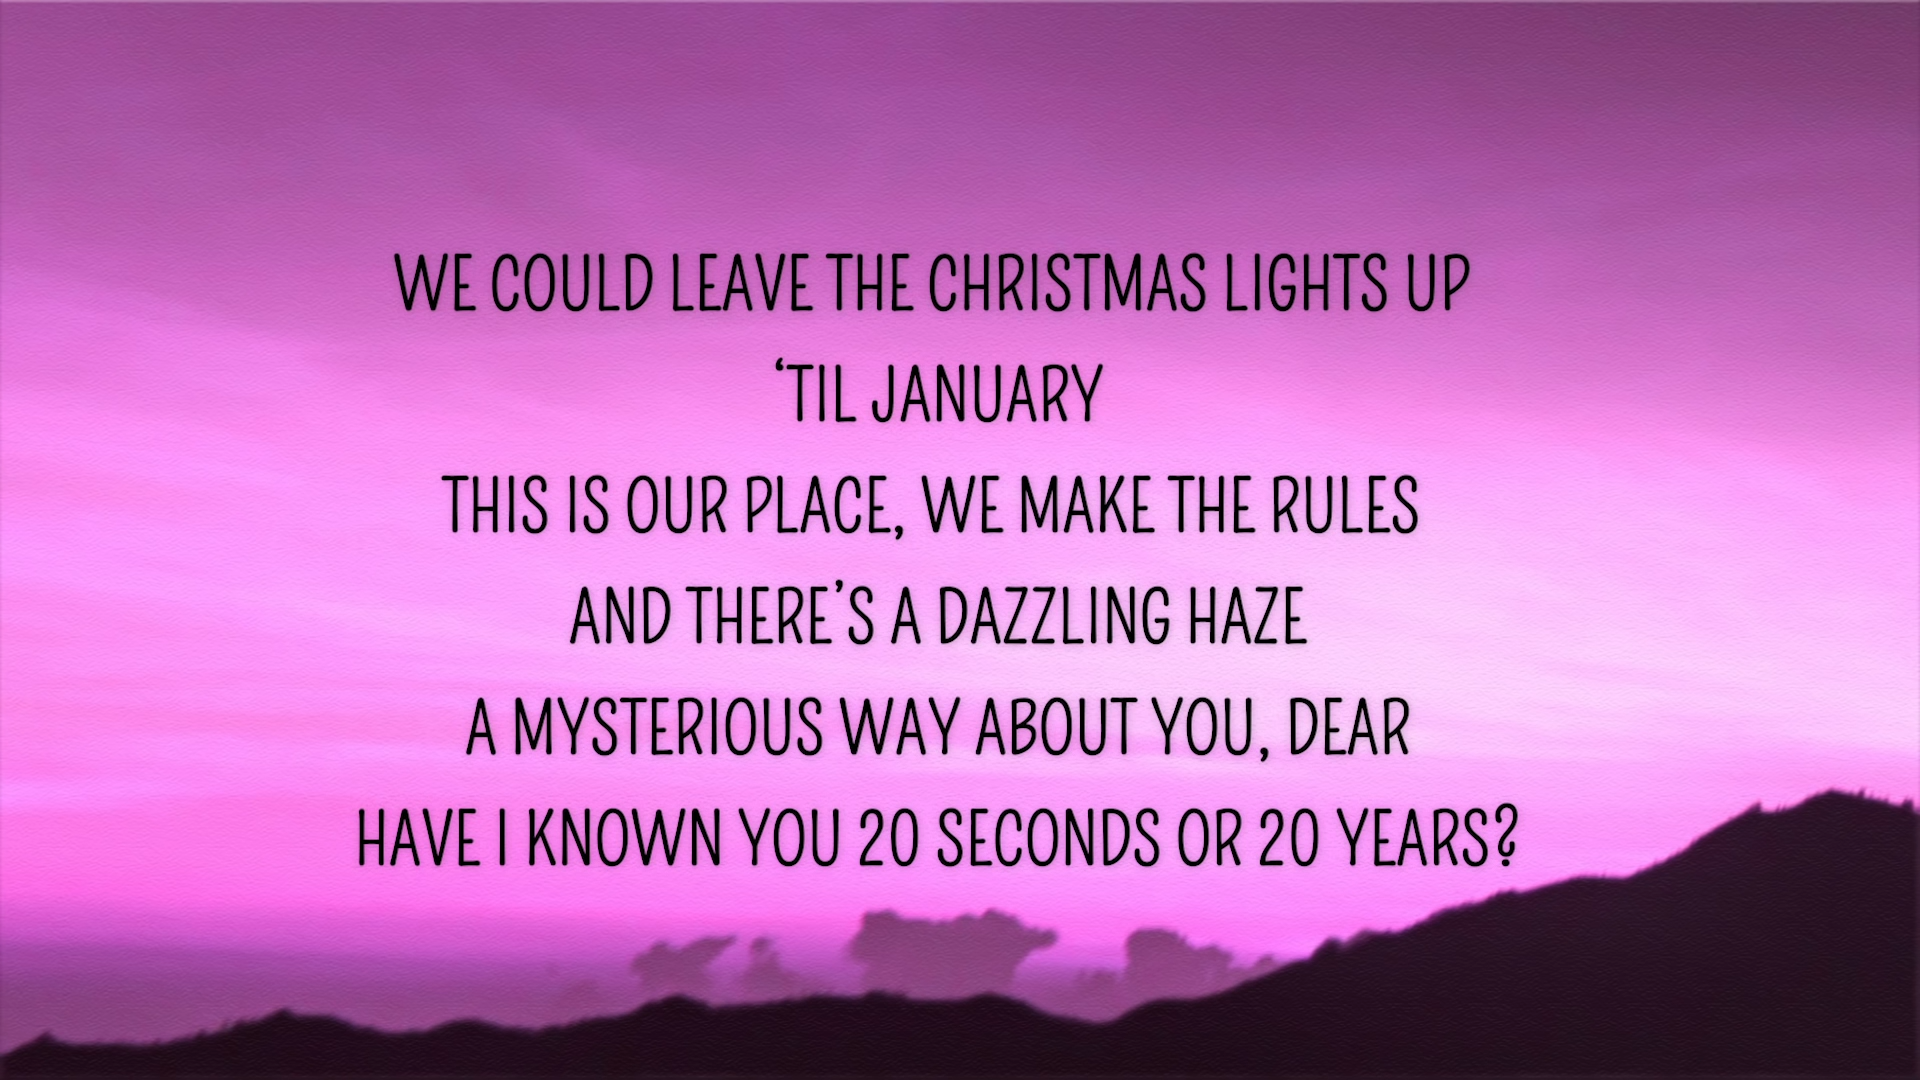 WE COULD LEAVE THE CHRISTMAS LIGHTS UP
‘TIL JANUARY
THIS IS OUR PLACE, WE MAKE THE RULES
AND THERE’S A DAZZLING HAZE
A MYSTERIOUS WAY ABOUT YOU, DEAR
HAVE I KNOWN YOU 20 SECONDS OR 20 YEARS?